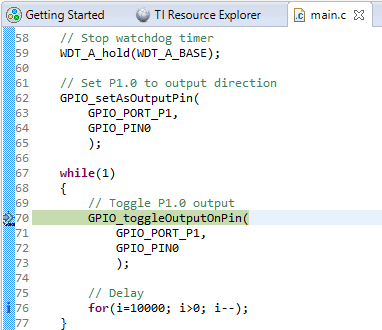 Getting Started TI Resource Explorer main.c
58 // Stop watchdog timer
59 WDT_A_hold(WDT_A_BASE);
60
61 // Set P1.0 to output direction
62 GPIO_setAsOutputPin(
63 GPIO_PORT_P1,
64 GPIO_PIN0
65 );
66
67 while(1)
68 {
69 // Toggle P1.0 output
70 GPIO_toggleOutputOnPin(
71 GPIO_PORT_P1,
72 GPIO_PIN0
73 );
74
75 // Delay
76 for(i=10000; i>0; i--);
77 }